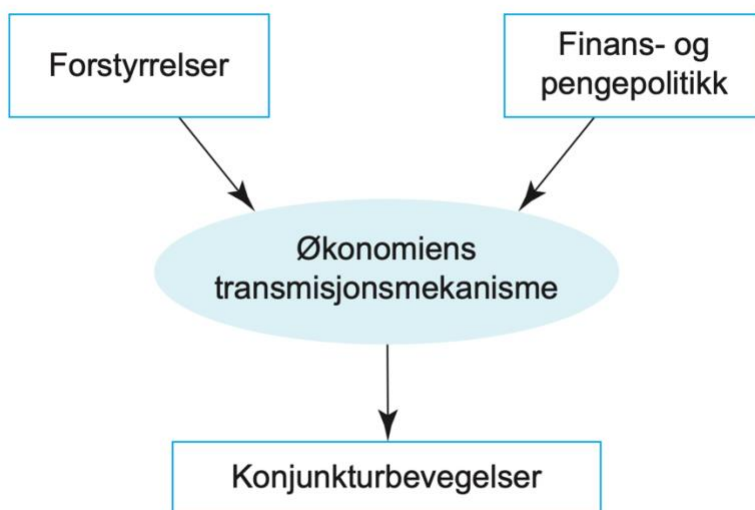 Forstyrrelser
Finans- og
pengepolitikk
Økonomiens
transmisjonsmekanisme
Konjunkturbevegelser